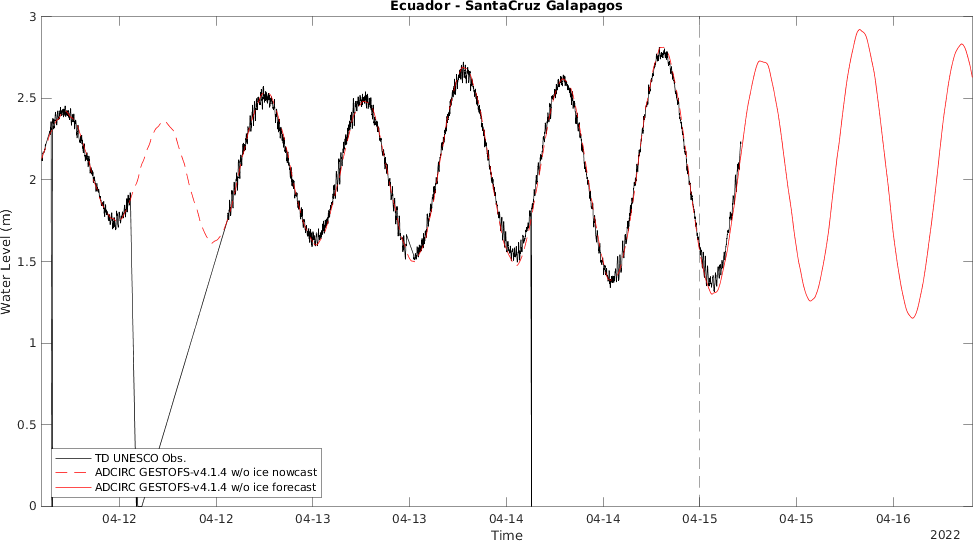 Ecuador - SantaCruz Galapagos
3
2.5
2
1.5
1
0.5
0
Water Level (m)
TD UNESCO Obs.
ADCIRC GESTOFS-v4.1.4 w/o ice nowcast
ADCIRC GESTOFS-v4.1.4 w/o ice forecast
04-12 04-12 04-13 04-13 04-14 04-14 04-15 04-15 04-16
Time
2022